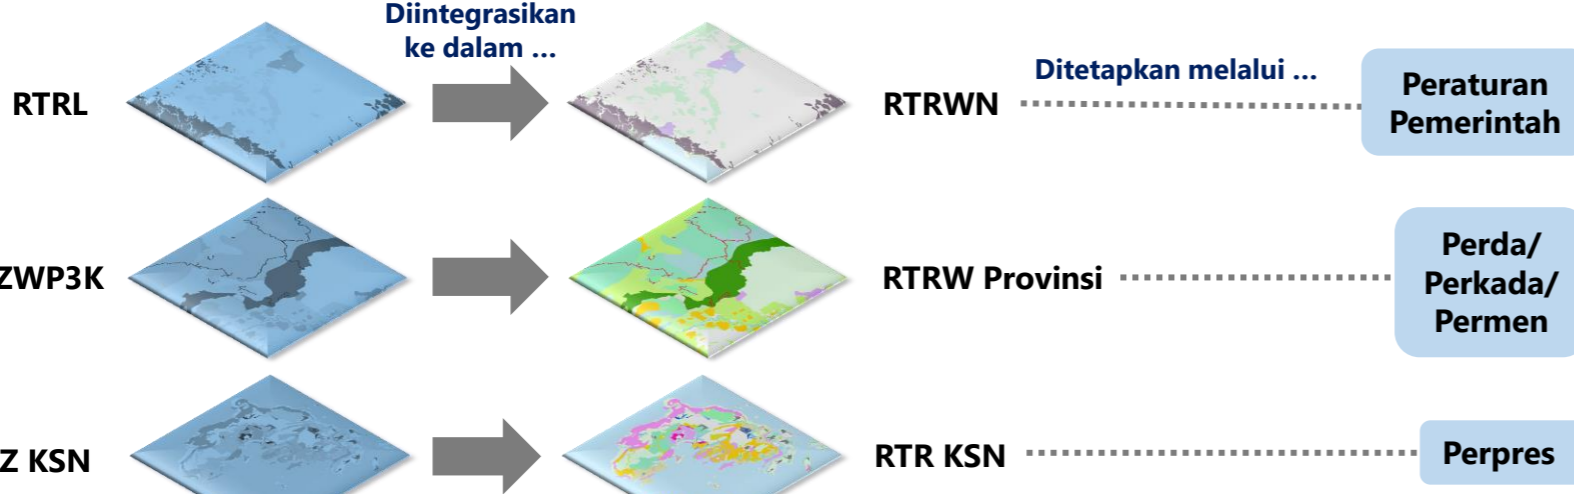 Diintegrasikan
ke dalam ...
RTRL
RTRWN
Ditetapkan melalui ...
Peraturan
Pemerintah
ZWP3K
RTRW Provinsi
Perda/
Perkada/
Permen
Z KSN
RTR KSN
Perpres